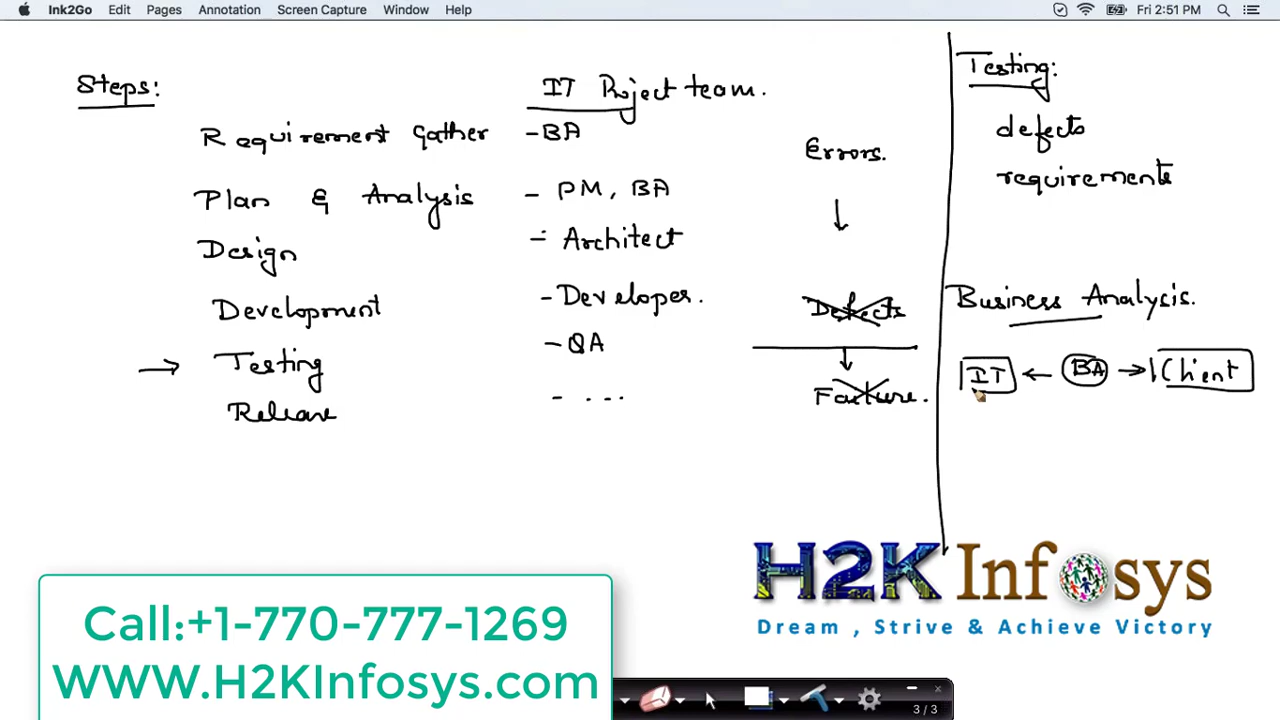 Ink2Go Edit Pages Annotation Screen Capture Window Help Fri 2:51 PM
Steps:
IT Project team.
Requirement Gather - BA
Plan & Analysis - PM, BA
Design - Architect
Development - Developer.
→ Testing - QA
Release - ...
Errors.
↓
Defects
↓
Failure.
Testing:
defects
requirements
Business Analysis.
IT ← BA → Client
H2K Infosys
Dream , Strive & Achieve Victory
Call:+1-770-777-1269
WWW.H2KInfosys.com
3 / 3